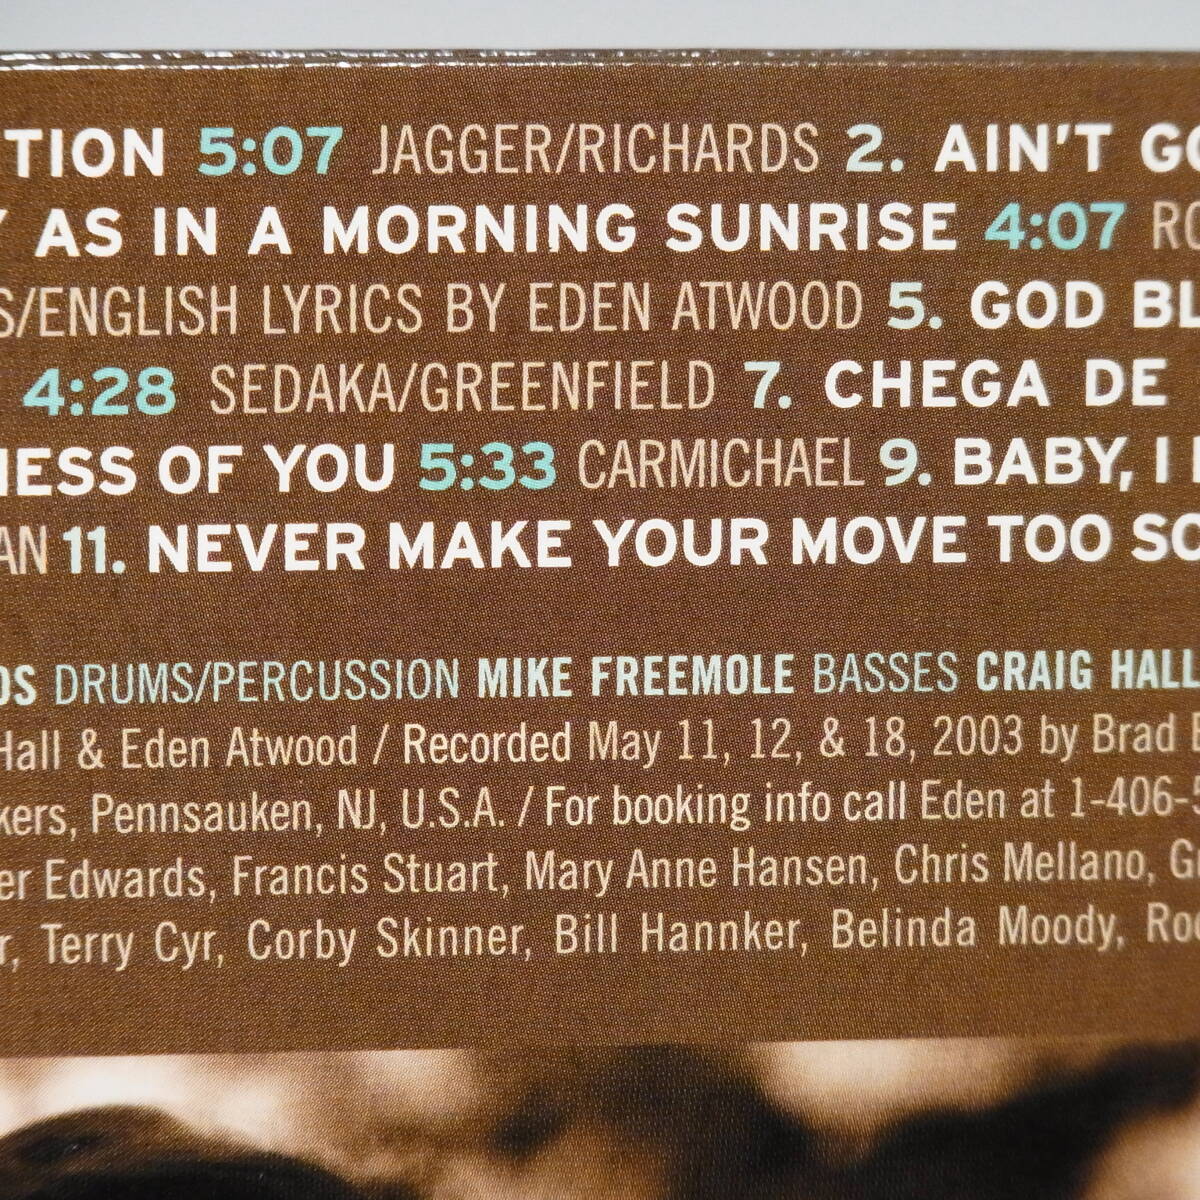 TION 5:07 JAGGER/RICHARDS 2. AIN'T GO
AS IN A MORNING SUNRISE 4:07 RO
S/ENGLISH LYRICS BY EDEN ATWOOD 5. GOD BL
4:28 SEDAKA/GREENFIELD 7. CHEGA DE
NESS OF YOU 5:33 CARMICHAEL 9. BABY, I
AN 11. NEVER MAKE YOUR MOVE TOO SO
DS DRUMS/PERCUSSION MIKE FREEMOLE BASSES CRAIG HALL
Hall & Eden Atwood / Recorded May 11, 12, & 18, 2003 by Brad
kers, Pennsauken, NJ, U.S.A. / For booking info call Eden at 1-406-
er Edwards, Francis Stuart, Mary Anne Hansen, Chris Mellano, G
r, Terry Cyr, Corby Skinner, Bill Hannker, Belinda Moody, Ro